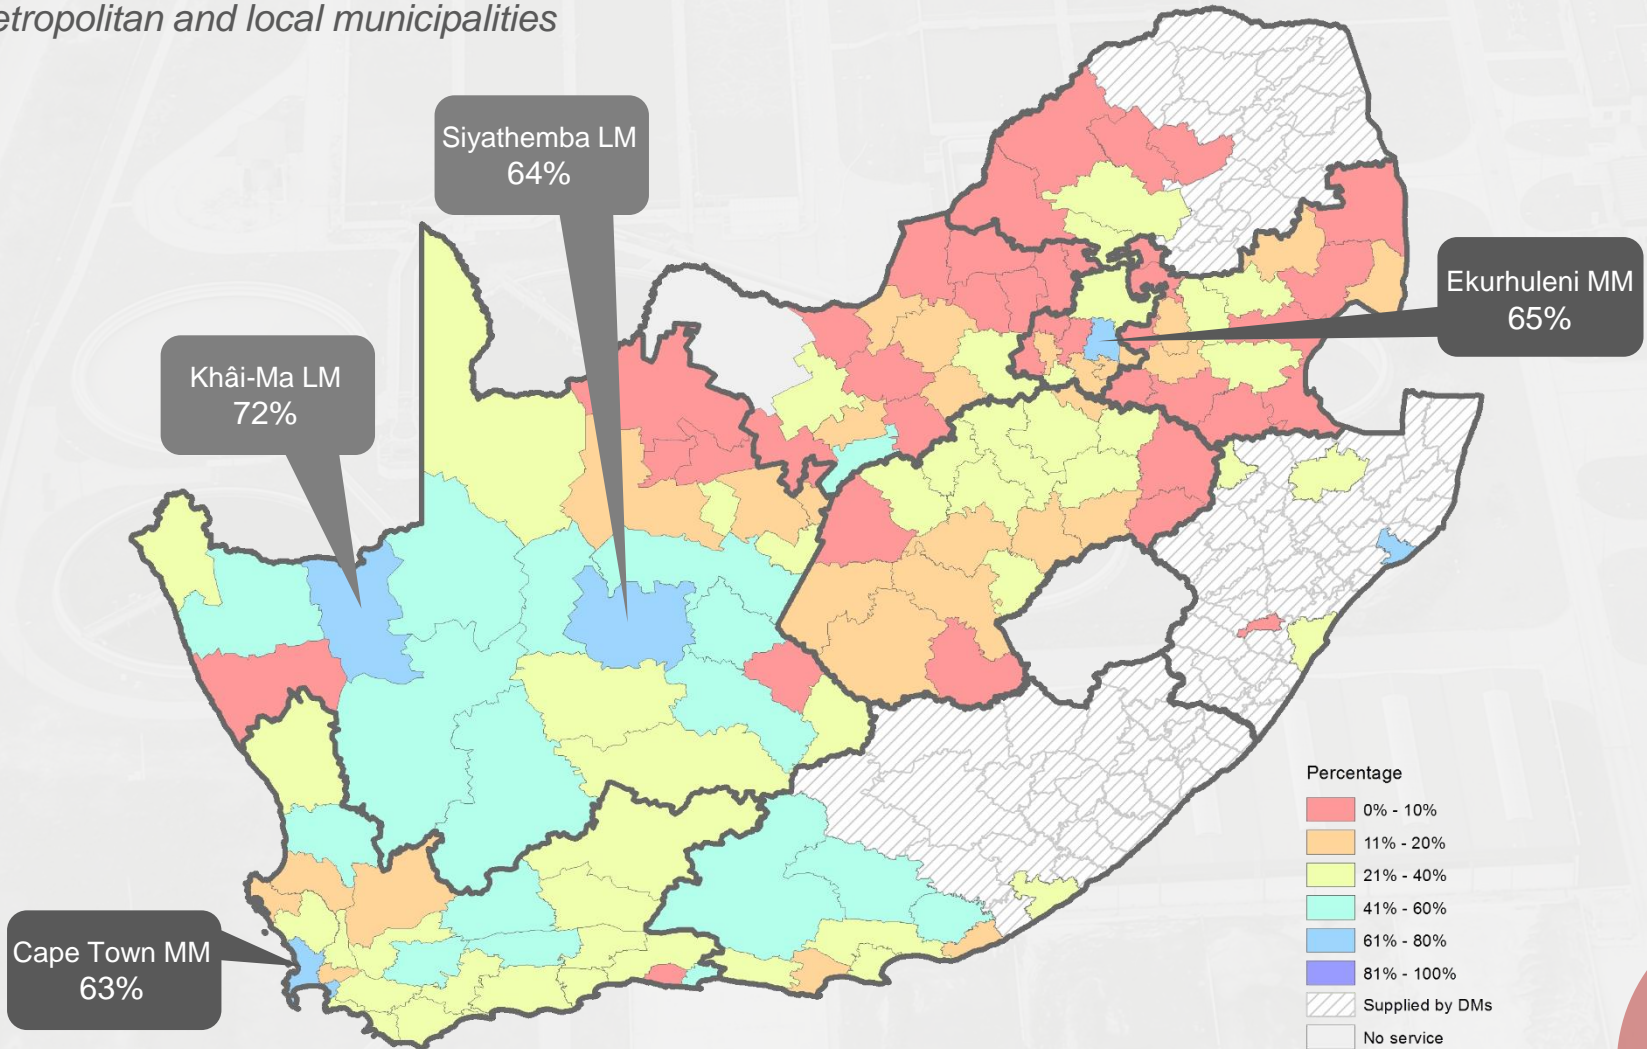 etropolitan and local municipalities
Siyathemba LM
64%
Ekurhuleni MM
65%
Khâi-Ma LM
72%
Cape Town MM
63%
Percentage
0% - 10%
11% - 20%
21% - 40%
41% - 60%
61% - 80%
81% - 100%
Supplied by DMs
No service